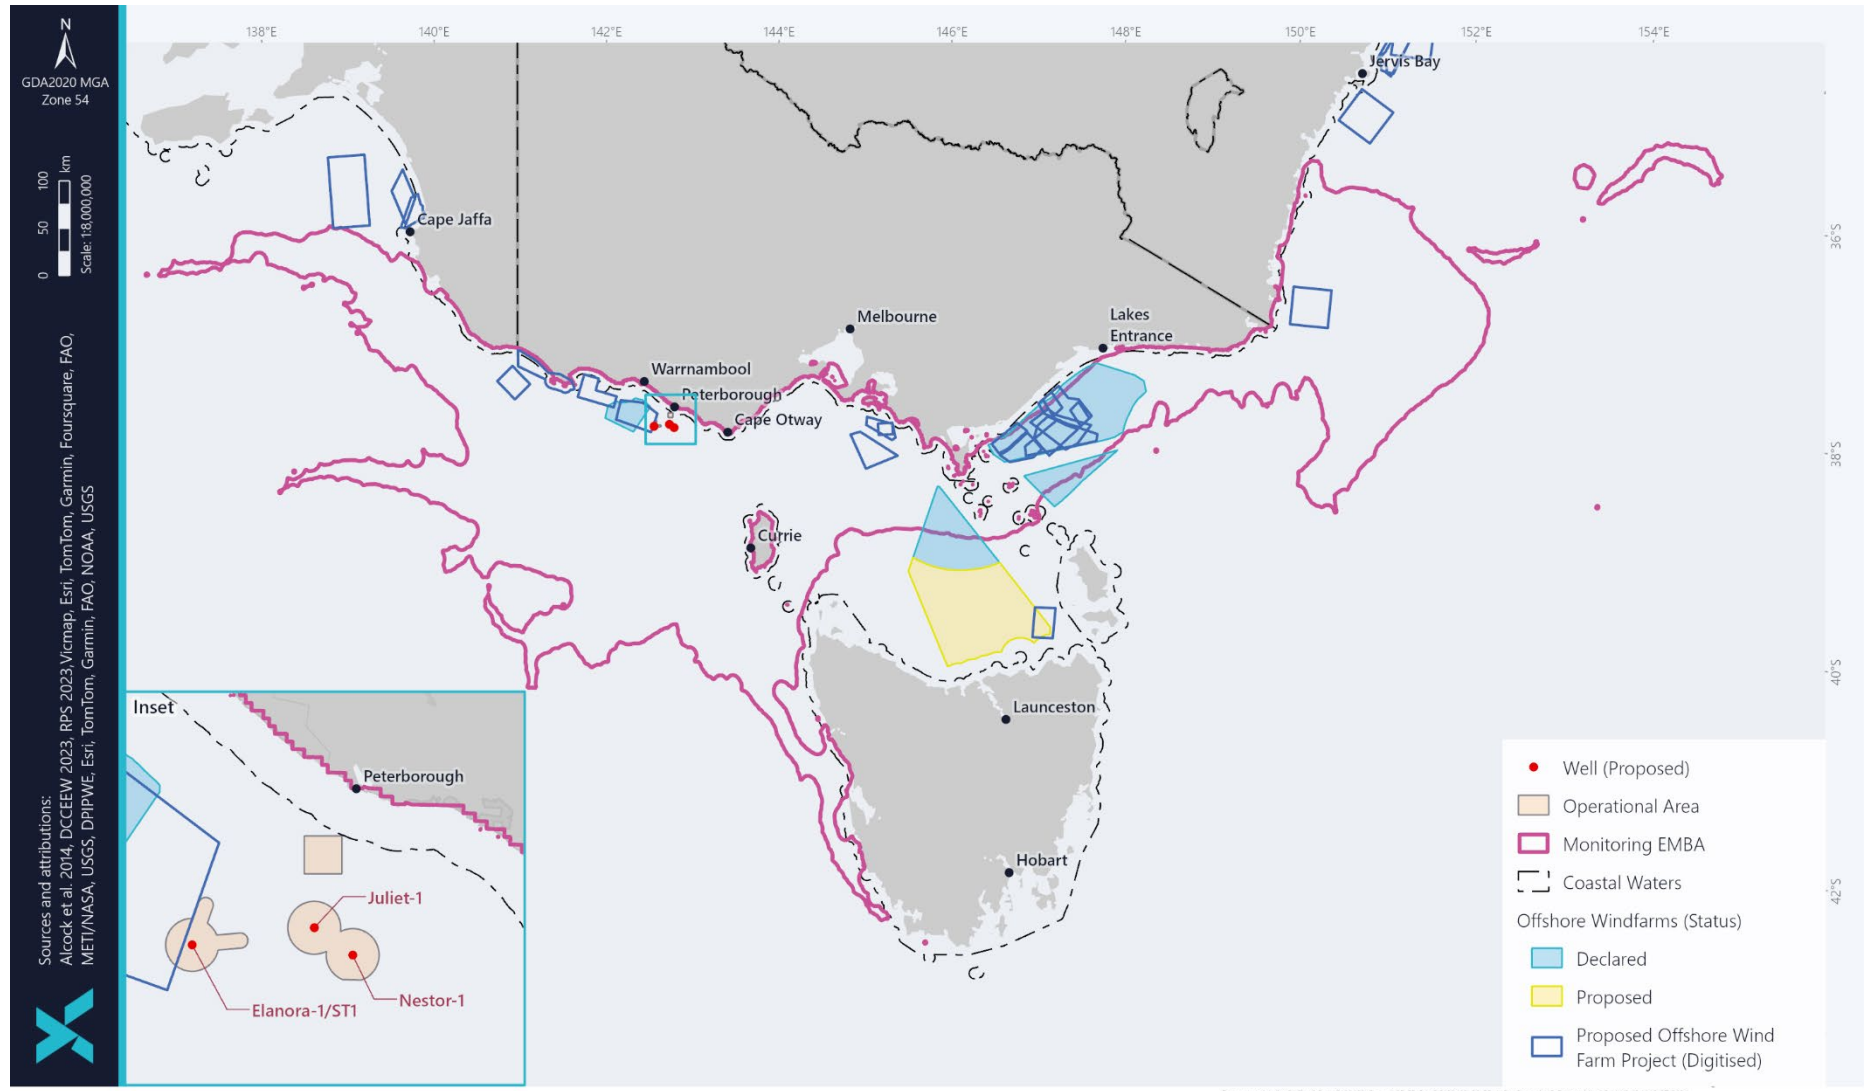 N
GDA2020 MGA
Zone 54
0 50 100 km
Scale: 1:8,000,000
Sources and attributions:
Alcock et al. 2014, DCCEEW 2023, RPS 2023,Vicmap, Esri, TomTom, Garmin, Foursquare, FAO,
METI/NASA, USGS, DPIPWE, Esri, TomTom, Garmin, FAO, NOAA, USGS
138°E 140°E 142°E 144°E 146°E 148°E 150°E 152°E 154°E
36°S
38°S
40°S
42°S
Jervis Bay
Cape Jaffa
Melbourne
Lakes
Entrance
Warrnambool
Peterborough
Cape Otway
Currie
Launceston
Hobart
Inset
Peterborough
Juliet-1
Nestor-1
Elanora-1/ST1
Well (Proposed)
Operational Area
Monitoring EMBA
Coastal Waters
Offshore Windfarms (Status)
Declared
Proposed
Proposed Offshore Wind
Farm Project (Digitised)